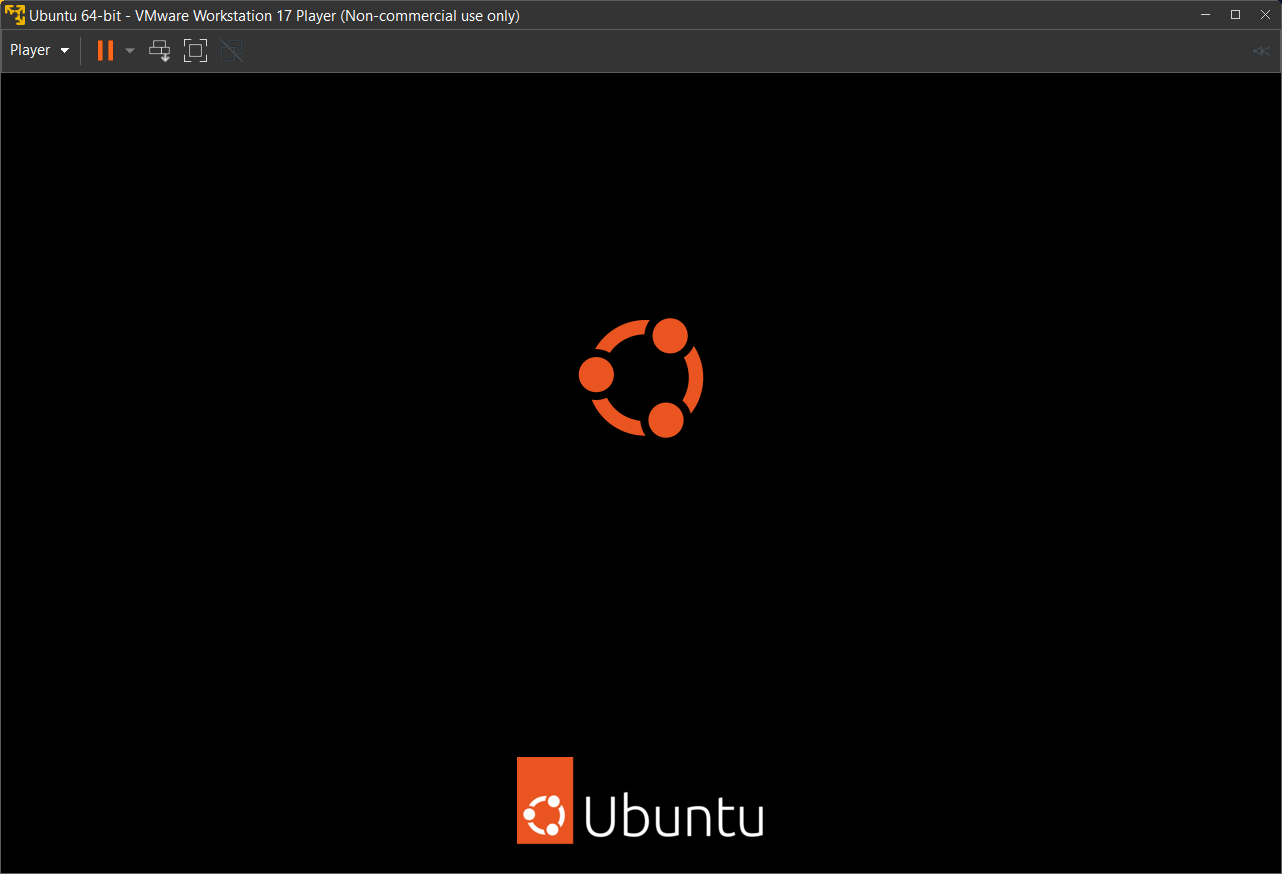 Ubuntu 64-bit - VMware Workstation 17 Player (Non-commercial use only)
Player
Ubuntu